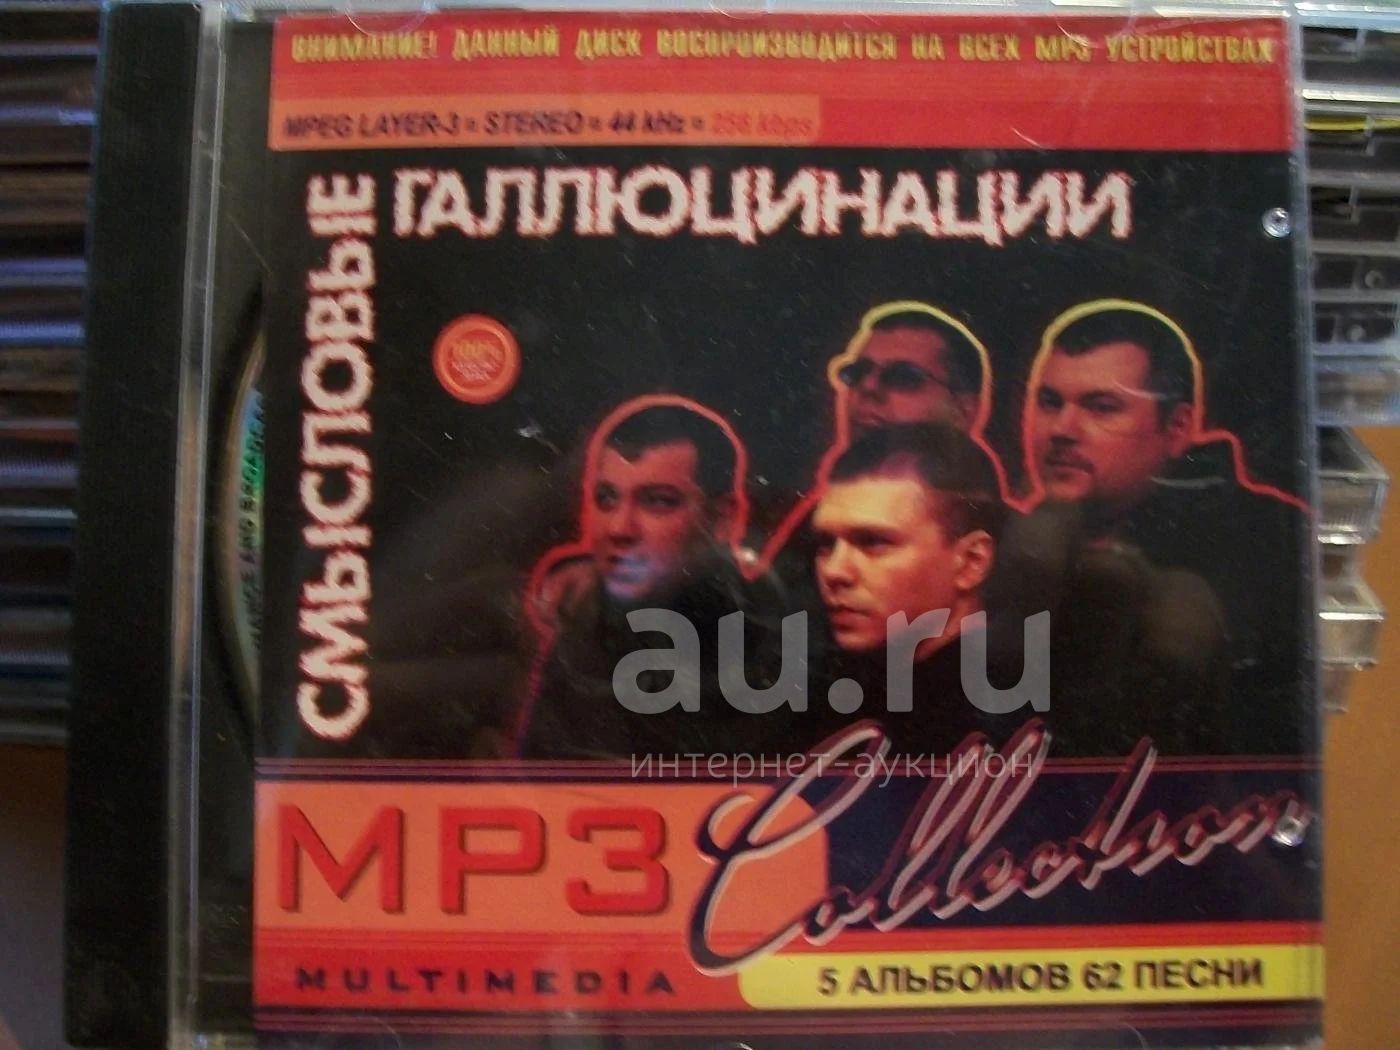 ВНИМАНИЕ! ДАННЫЙ ДИСК ВОСПРОИЗВОДИТСЯ НА ВСЕХ MP3 УСТРОЙСТВАХ
MPEG LAYER-3 = STEREO = 44 kHz = 256 kbps
СМЫСЛОВЫЕ
ГАЛЛЮЦИНАЦИИ
100%
au.ru
интернет-аукцион
MP3 Collection
MULTIMEDIA
5 АЛЬБОМОВ 62 ПЕСНИ